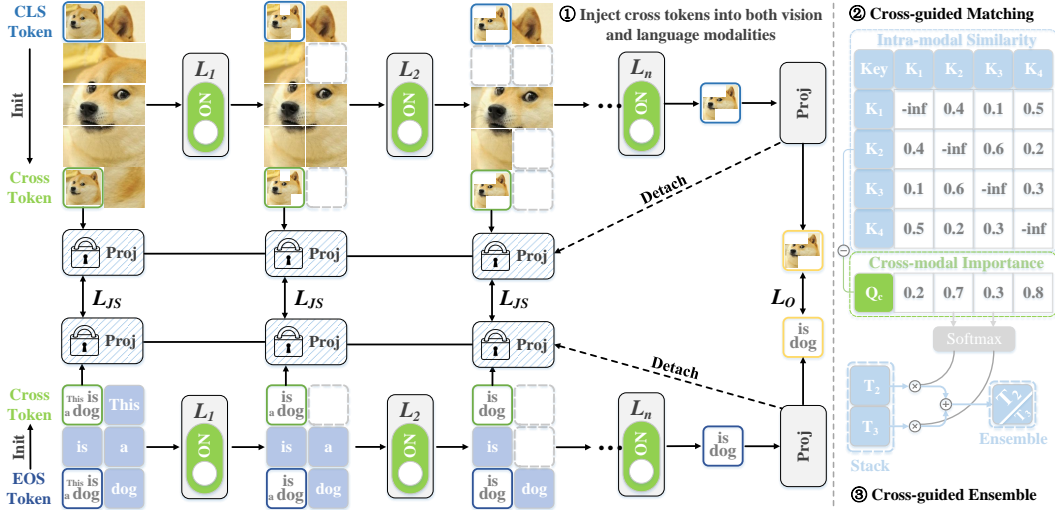 CLS
Token
Init
Cross
Token
L1
ON
L2
ON
① Inject cross tokens into both vision
and language modalities
Ln
ON
Proj
Detach
Proj
Proj
Proj
LJS
LJS
LJS
LO
is
dog
Proj
Proj
Proj
Detach
Cross
Token
Init
EOS
Token
This is
a dog
This
is
a
This is
a dog
dog
L1
ON
is
a dog
is
a
is
a dog
dog
L2
ON
is
dog
is
is
dog
dog
Ln
ON
is
dog
Proj
② Cross-guided Matching
Intra-modal Similarity
Key K1 K2 K3 K4
K1 -inf 0.4 0.1 0.5
K2 0.4 -inf 0.6 0.2
K3 0.1 0.6 -inf 0.3
K4 0.5 0.2 0.3 -inf
Cross-modal Importance
Qc 0.2 0.7 0.3 0.8
Softmax
T2
T3
Stack
T2
T3
Ensemble
③ Cross-guided Ensemble